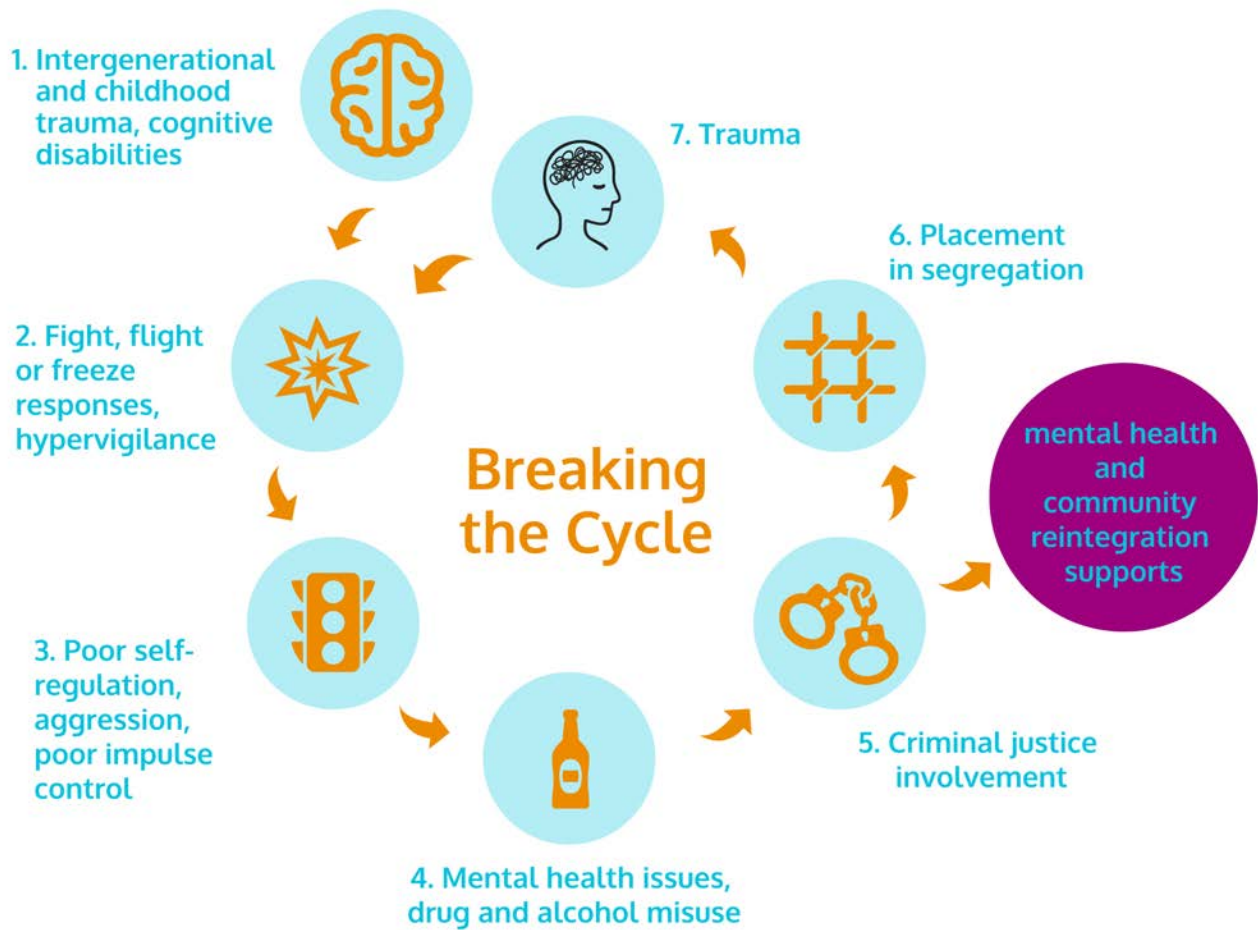 1. Intergenerational
and childhood
trauma, cognitive
disabilities
2. Fight, flight
or freeze
responses,
hypervigilance
3. Poor self-
regulation,
aggression,
poor impulse
control
4. Mental health issues,
drug and alcohol misuse
5. Criminal justice
involvement
6. Placement
in segregation
7. Trauma
mental health
and
community
reintegration
supports
Breaking
the Cycle